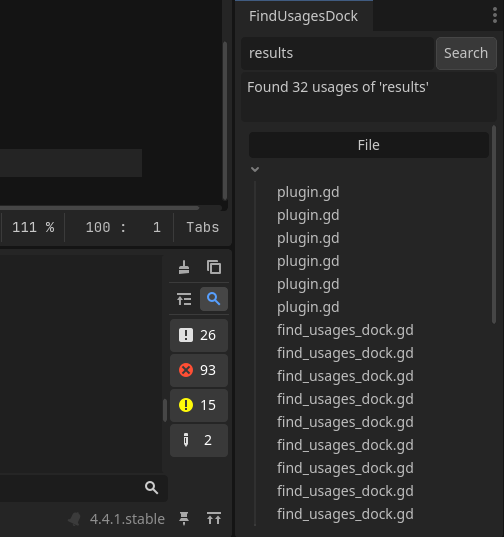 FindUsagesDock
results
Search
Found 32 usages of 'results'
File
plugin.gd
plugin.gd
plugin.gd
plugin.gd
plugin.gd
plugin.gd
find_usages_dock.gd
find_usages_dock.gd
find_usages_dock.gd
find_usages_dock.gd
find_usages_dock.gd
find_usages_dock.gd
find_usages_dock.gd
find_usages_dock.gd
find_usages_dock.gd
111 % 100 : 1 Tabs
26
93
15
2
4.4.1.stable